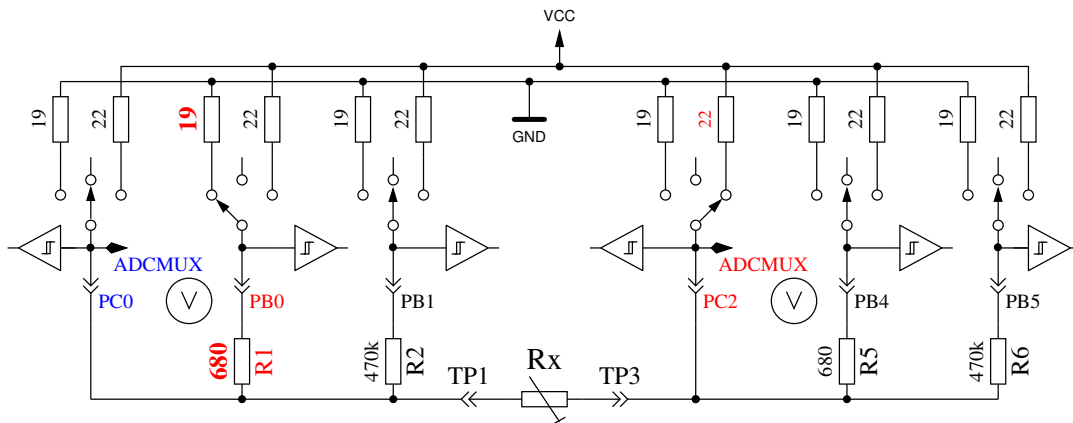 VCC
19 22 19 22 19 22 19 22 19 22 19 22
GND
ADCMUX ADCMUX
PC0 V PB0 PB1 PC2 V PB4 PB5
680 R1 470k R2 TP1 Rx TP3 680 R5 470k R6